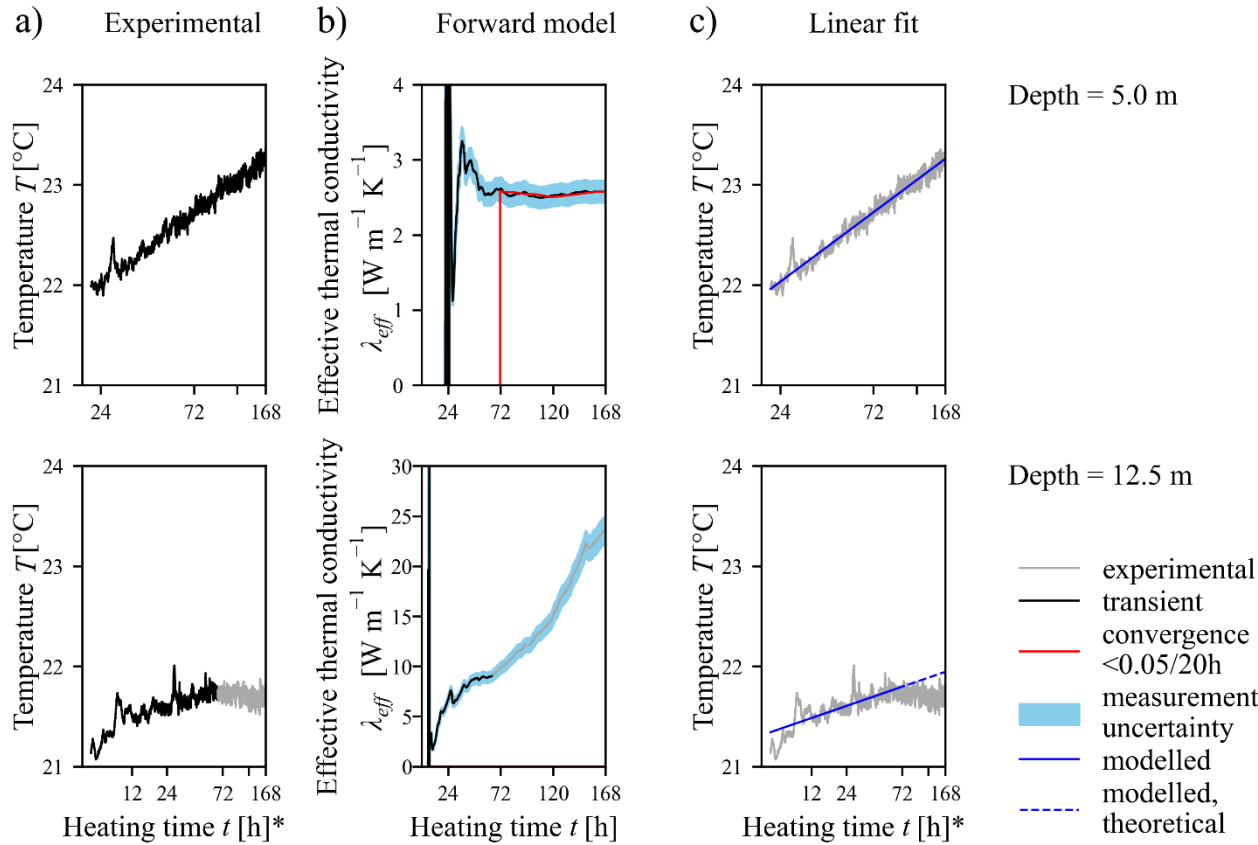 a) Experimental b) Forward model c) Linear fit
Depth = 5.0 m
Temperature T [°C]
24
23
22
21
24 72 168
Effective thermal conductivity
λeff [W m−1 K−1]
4
3
2
1
0
24 72 120 168
Temperature T [°C]
24
23
22
21
24 72 168
Depth = 12.5 m
Temperature T [°C]
24
23
22
21
12 24 72 168
Heating time t [h]*
Effective thermal conductivity
λeff [W m−1 K−1]
30
25
20
15
10
5
0
24 72 120 168
Heating time t [h]
Temperature T [°C]
24
23
22
21
12 24 72 168
Heating time t [h]*
experimental
transient
convergence
<0.05/20h
measurement
uncertainty
modelled
modelled,
theoretical